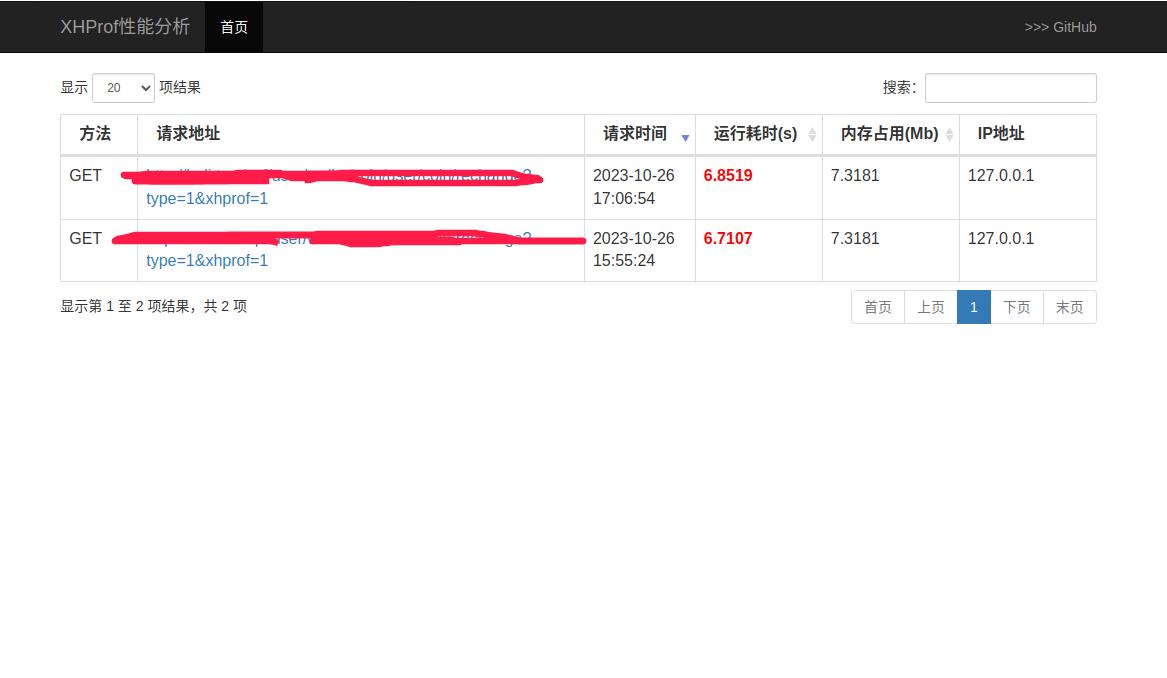 XHProf性能分析 首页 >>> GitHub
显示 20 项结果 搜索：
方法 请求地址 请求时间 运行耗时(s) 内存占用(Mb) IP地址
GET 2023-10-26 6.8519 7.3181 127.0.0.1
type=1&xhprof=1 17:06:54
GET 2023-10-26 6.7107 7.3181 127.0.0.1
type=1&xhprof=1 15:55:24
显示第 1 至 2 项结果，共 2 项 首页 上页 1 下页 末页